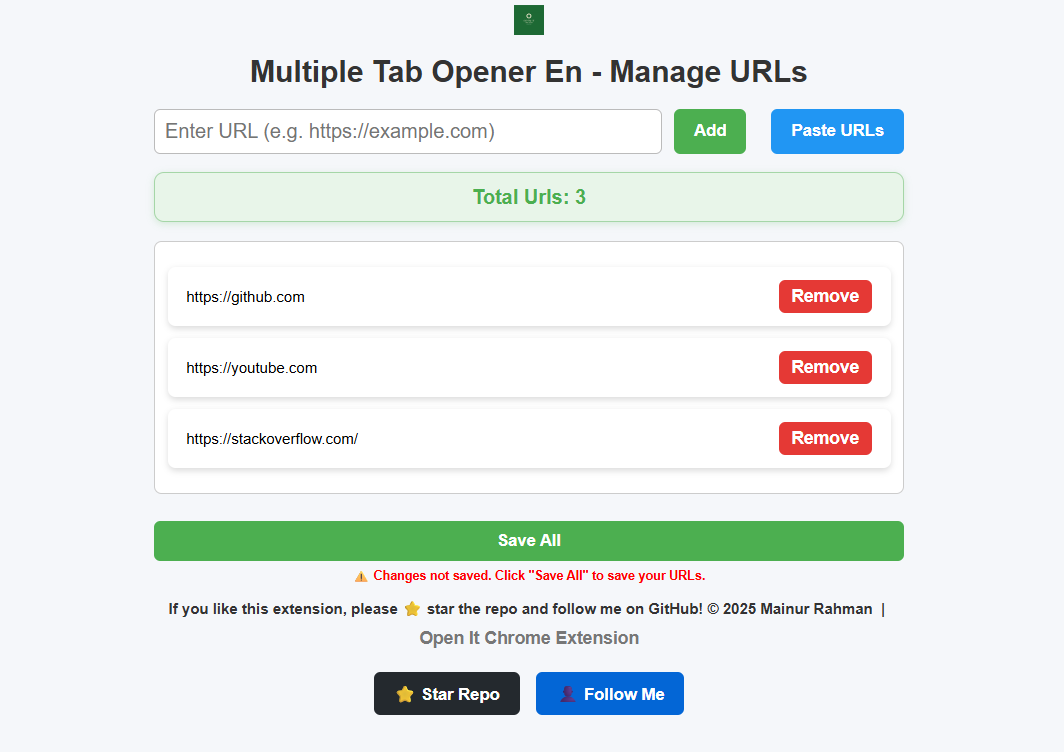 Multiple Tab Opener En - Manage URLs
Enter URL (e.g. https://example.com)
Add
Paste URLs
Total Urls: 3
https://github.com
Remove
https://youtube.com
Remove
https://stackoverflow.com/
Remove
Save All
⚠️ Changes not saved. Click "Save All" to save your URLs.
If you like this extension, please ⭐ star the repo and follow me on GitHub! © 2025 Mainur Rahman |
Open It Chrome Extension
⭐ Star Repo
👤 Follow Me